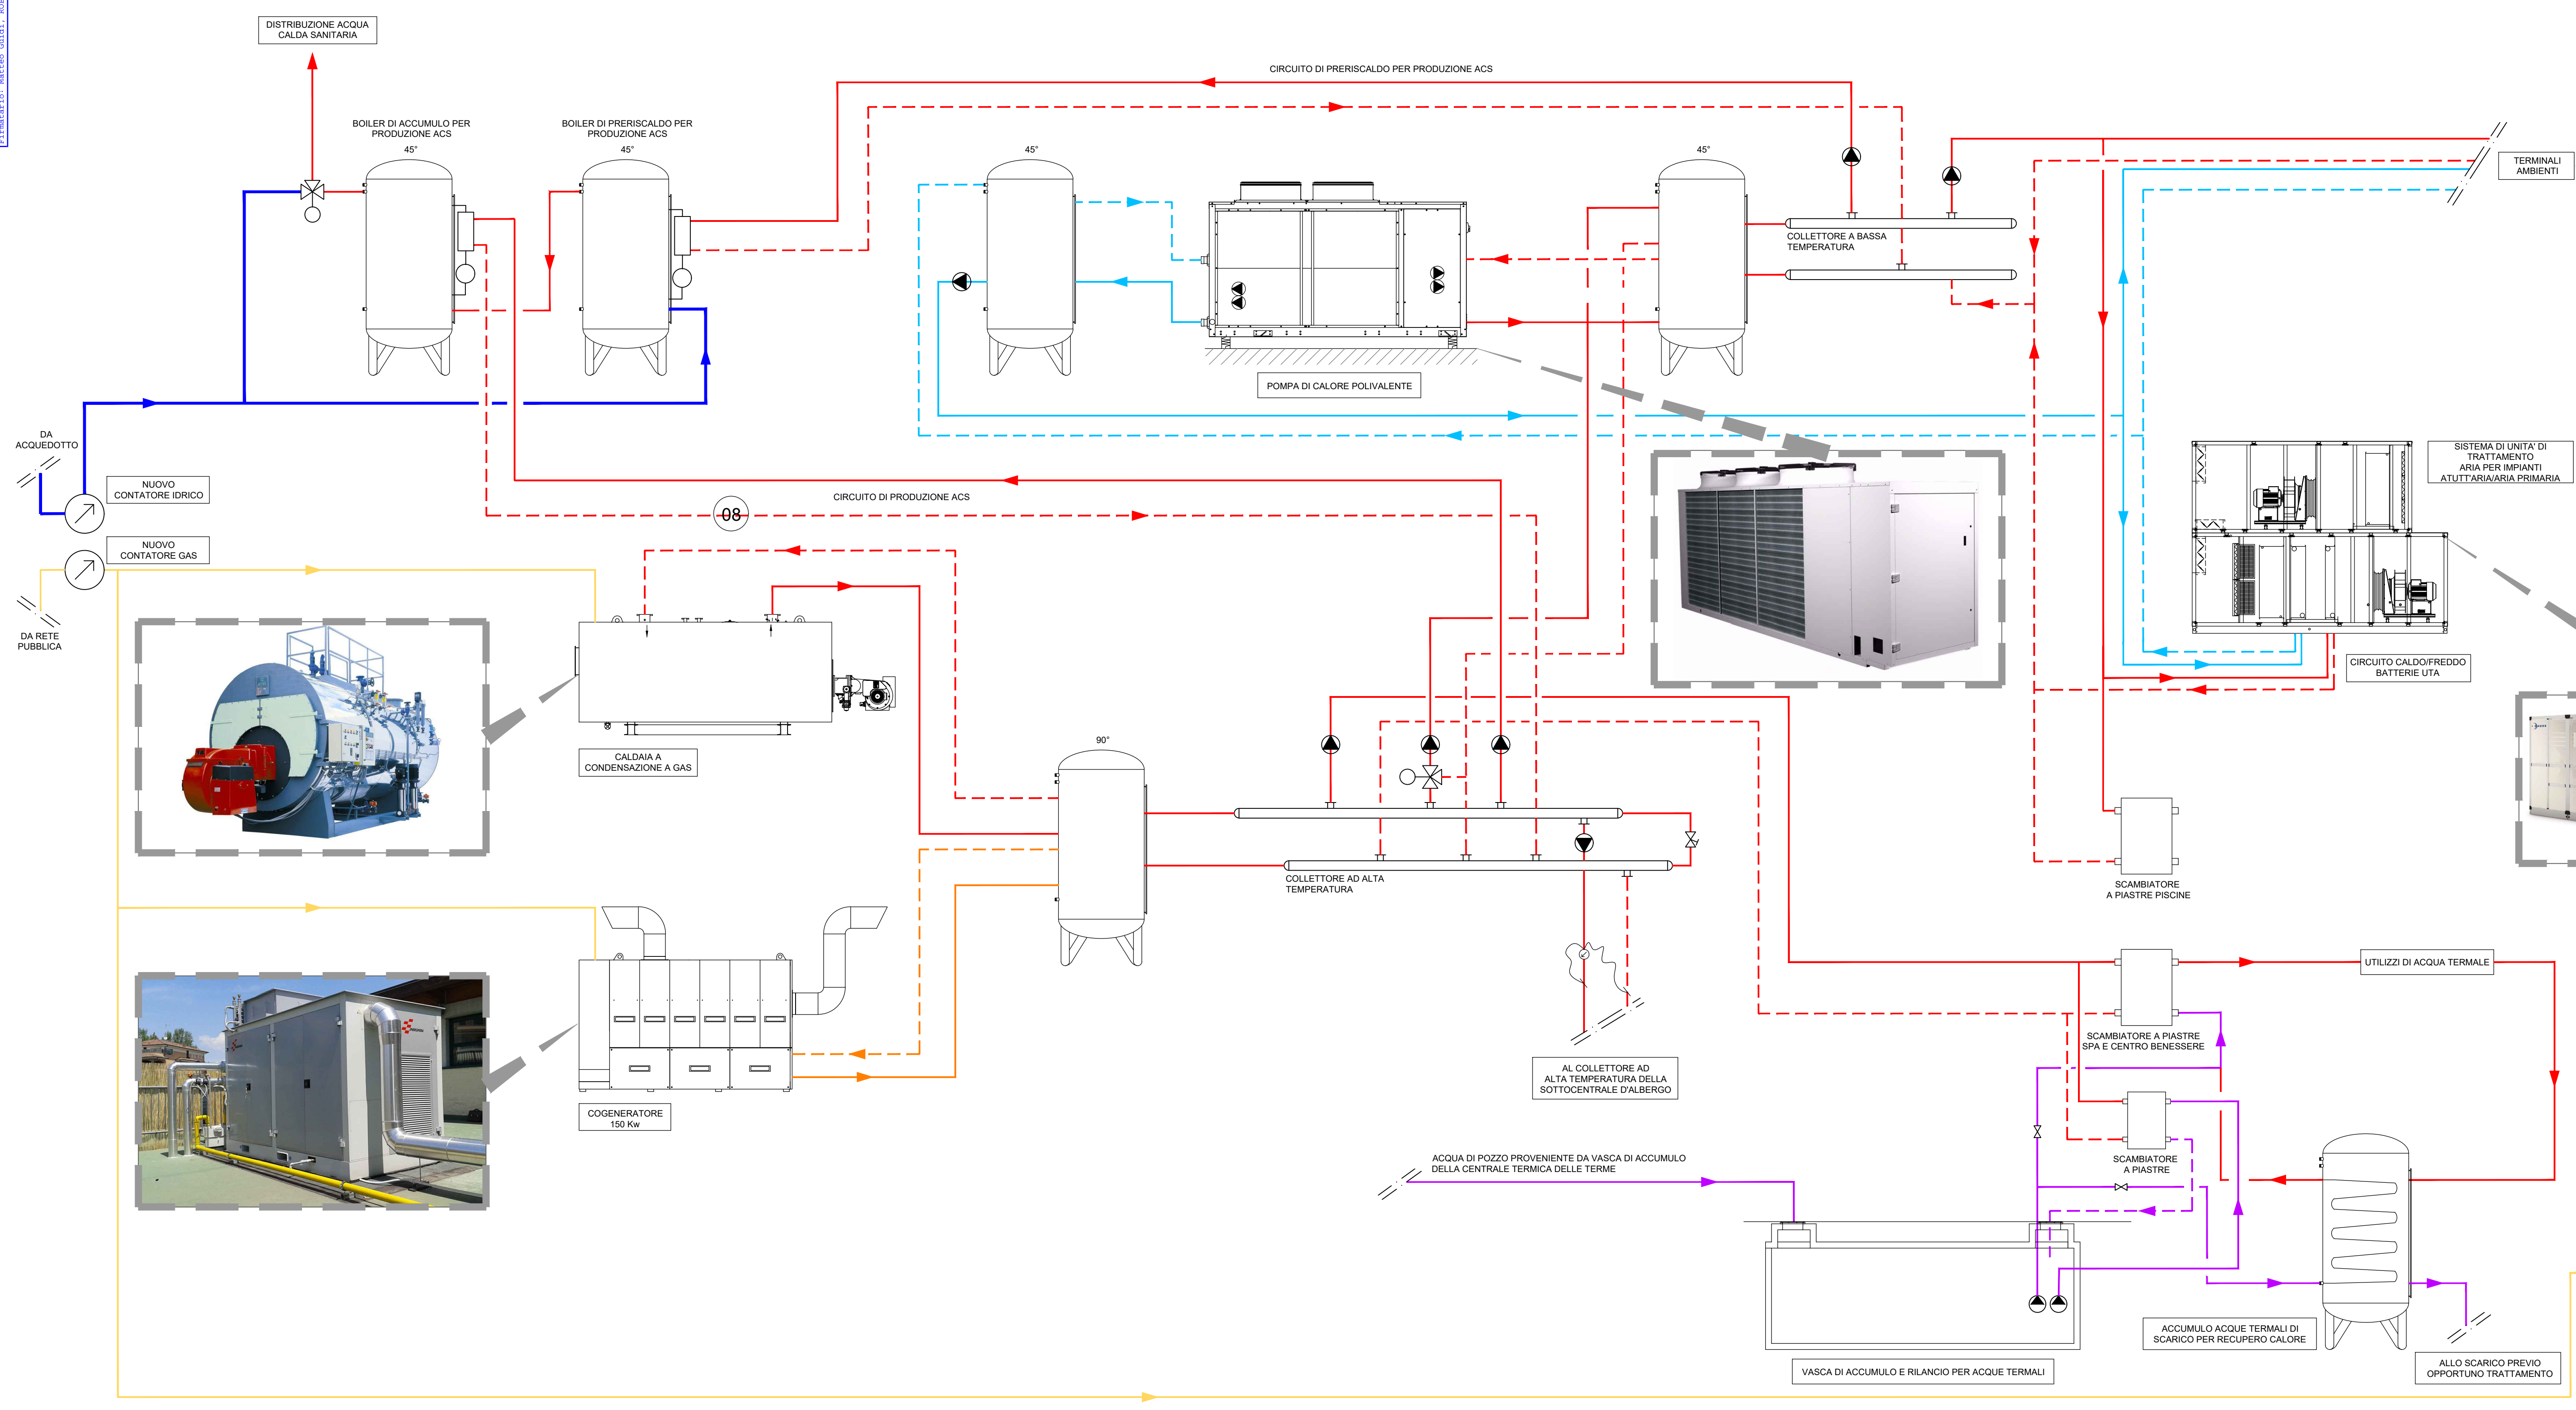 DISTRIBUZIONE ACQUA
CALDA SANITARIA
CIRCUITO DI PRERISCALDO PER PRODUZIONE ACS
BOILER DI ACCUMULO PER
PRODUZIONE ACS
45°
BOILER DI PRERISCALDO PER
PRODUZIONE ACS
45°
45°
45°
TERMINALI
AMBIENTI
COLLETTORE A BASSA
TEMPERATURA
POMPA DI CALORE POLIVALENTE
DA
ACQUEDOTTO
NUOVO
CONTATORE IDRICO
SISTEMA DI UNITA' DI
TRATTAMENTO
ARIA PER IMPIANTI
ATUTT'ARIA/ARIA PRIMARIA
CIRCUITO DI PRODUZIONE ACS
08
NUOVO
CONTATORE GAS
DA RETE
PUBBLICA
CIRCUITO CALDO/FREDDO
BATTERIE UTA
CALDAIA A
CONDENSAZIONE A GAS
90°
COLLETTORE AD ALTA
TEMPERATURA
SCAMBIATORE
A PIASTRE PISCINE
UTILIZZI DI ACQUA TERMALE
SCAMBIATORE A PIASTRE
SPA E CENTRO BENESSERE
AL COLLETTORE AD
ALTA TEMPERATURA DELLA
SOTTOCENTRALE D'ALBERGO
COGENERATORE
150 Kw
ACQUA DI POZZO PROVENIENTE DA VASCA DI ACCUMULO
DELLA CENTRALE TERMICA DELLE TERME
SCAMBIATORE
A PIASTRE
ACCUMULO ACQUE TERMALI DI
SCARICO PER RECUPERO CALORE
VASCA DI ACCUMULO E RILANCIO PER ACQUE TERMALI
ALLO SCARICO PREVIO
OPPORTUNO TRATTAMENTO
Firmatario: Matteo Guidi,